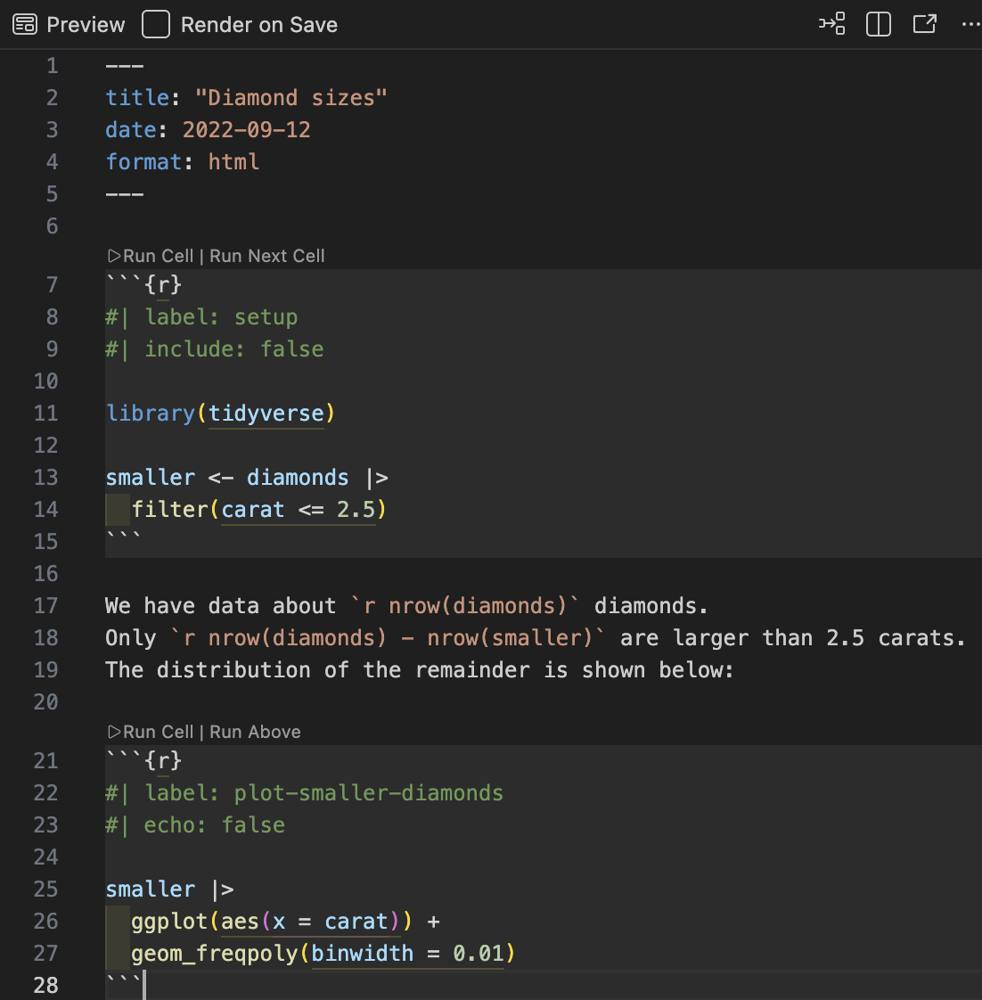 Preview Render on Save ...
1 ---
2 title: "Diamond sizes"
3 date: 2022-09-12
4 format: html
5 ---
6
▷Run Cell | Run Next Cell
7 ```{r}
8 #| label: setup
9 #| include: false
10
11 library(tidyverse)
12
13 smaller <- diamonds |>
14   filter(carat <= 2.5)
15 ```
16
17 We have data about `r nrow(diamonds)` diamonds.
18 Only `r nrow(diamonds) - nrow(smaller)` are larger than 2.5 carats.
19 The distribution of the remainder is shown below:
20
▷Run Cell | Run Above
21 ```{r}
22 #| label: plot-smaller-diamonds
23 #| echo: false
24
25 smaller |>
26   ggplot(aes(x = carat)) +
27   geom_freqpoly(binwidth = 0.01)
28 ```